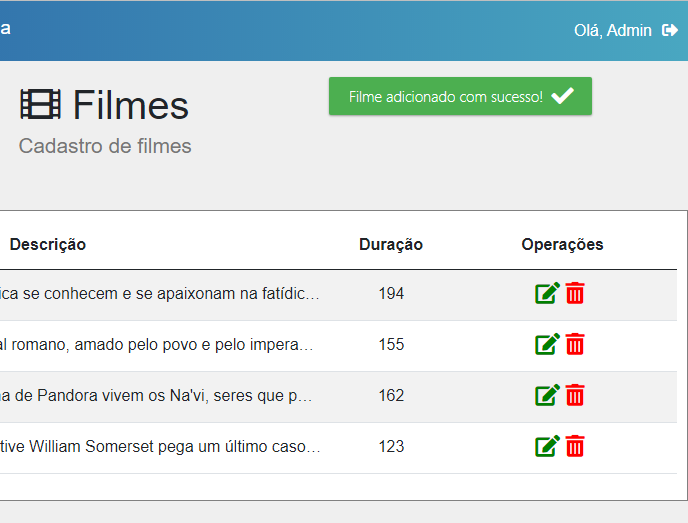 a
Olá, Admin
Filmes
Filme adicionado com sucesso!
Cadastro de filmes
Descrição Duração Operações
ica se conhecem e se apaixonam na fatídic... 194
al romano, amado pelo povo e pelo impera... 155
a de Pandora vivem os Na'vi, seres que p... 162
tive William Somerset pega um último caso... 123